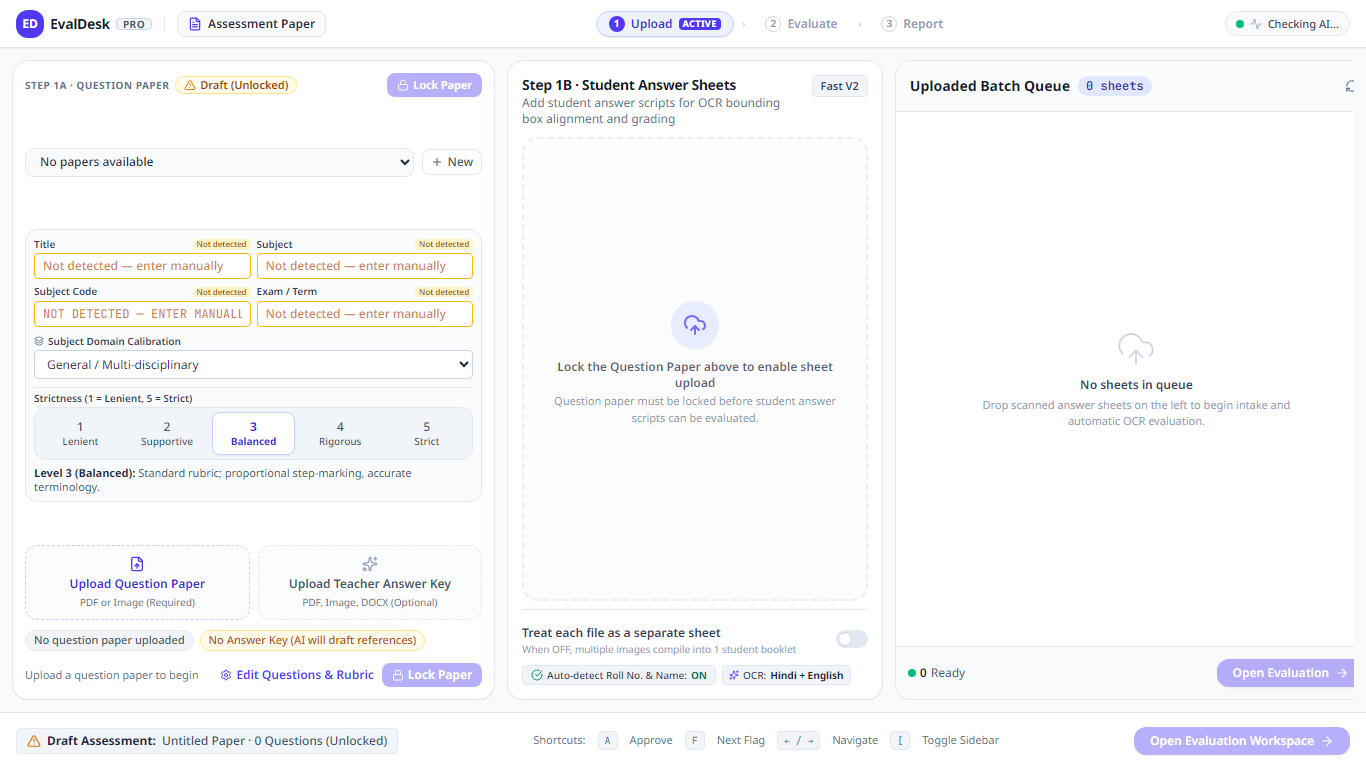 ED EvalDesk PRO
Assessment Paper
1 Upload ACTIVE › 2 Evaluate › 3 Report
Checking AI...
STEP 1A · QUESTION PAPER
Draft (Unlocked)
Lock Paper
No papers available
+ New
Title Not detected
Not detected — enter manually
Subject Not detected
Not detected — enter manually
Subject Code Not detected
NOT DETECTED — ENTER MANUALL
Exam / Term Not detected
Not detected — enter manually
Subject Domain Calibration
General / Multi-disciplinary
Strictness (1 = Lenient, 5 = Strict)
1 2 3 4 5
Lenient Supportive Balanced Rigorous Strict
Level 3 (Balanced): Standard rubric; proportional step-marking, accurate
terminology.
Upload Question Paper
PDF or Image (Required)
Upload Teacher Answer Key
PDF, Image, DOCX (Optional)
No question paper uploaded
No Answer Key (AI will draft references)
Upload a question paper to begin
Edit Questions & Rubric
Lock Paper
Step 1B · Student Answer Sheets
Fast V2
Add student answer scripts for OCR bounding
box alignment and grading
Lock the Question Paper above to enable sheet
upload
Question paper must be locked before student answer
scripts can be evaluated.
Treat each file as a separate sheet
When OFF, multiple images compile into 1 student booklet
Auto-detect Roll No. & Name: ON
OCR: Hindi + English
Uploaded Batch Queue 0 sheets
No sheets in queue
Drop scanned answer sheets on the left to begin intake and
automatic OCR evaluation.
0 Ready
Open Evaluation →
Draft Assessment: Untitled Paper · 0 Questions (Unlocked)
Shortcuts: A Approve F Next Flag ← / → Navigate [ Toggle Sidebar
Open Evaluation Workspace →